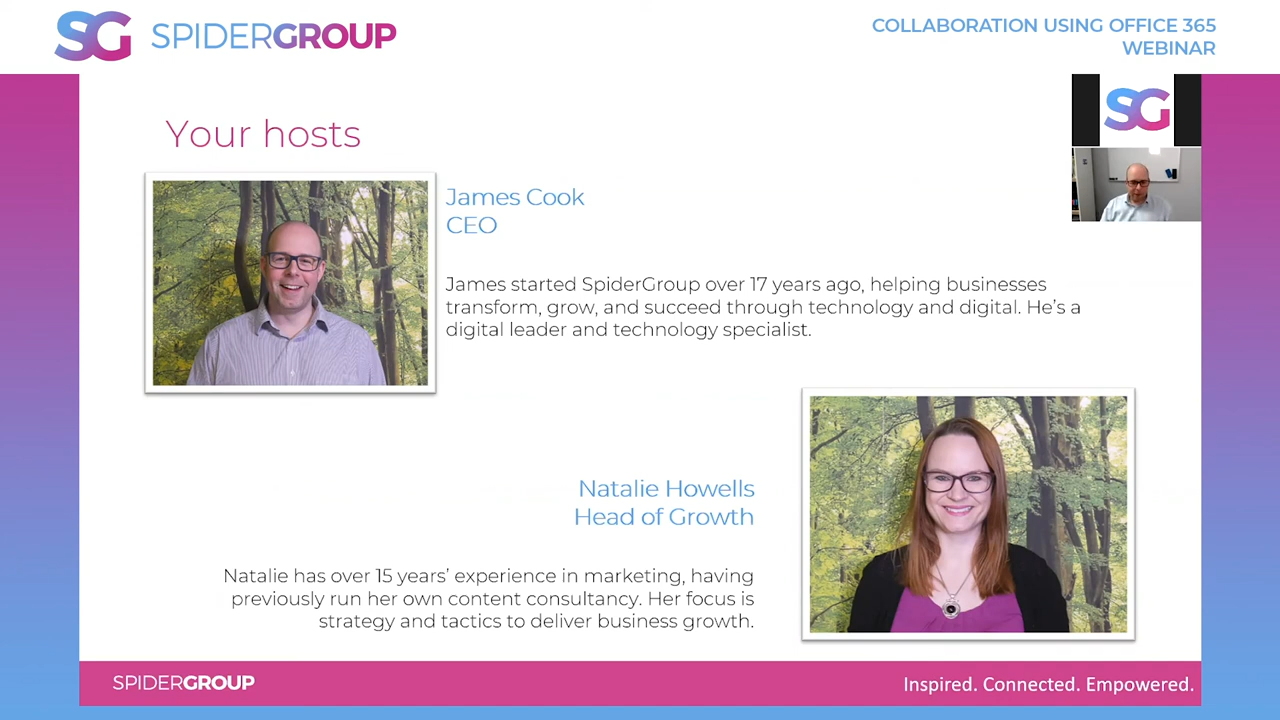 SG SPIDERGROUP
COLLABORATION USING OFFICE 365
WEBINAR
SG
Your hosts
James Cook
CEO
James started SpiderGroup over 17 years ago, helping businesses
transform, grow, and succeed through technology and digital. He’s a
digital leader and technology specialist.
Natalie Howells
Head of Growth
Natalie has over 15 years’ experience in marketing, having
previously run her own content consultancy. Her focus is
strategy and tactics to deliver business growth.
SPIDERGROUP
Inspired. Connected. Empowered.